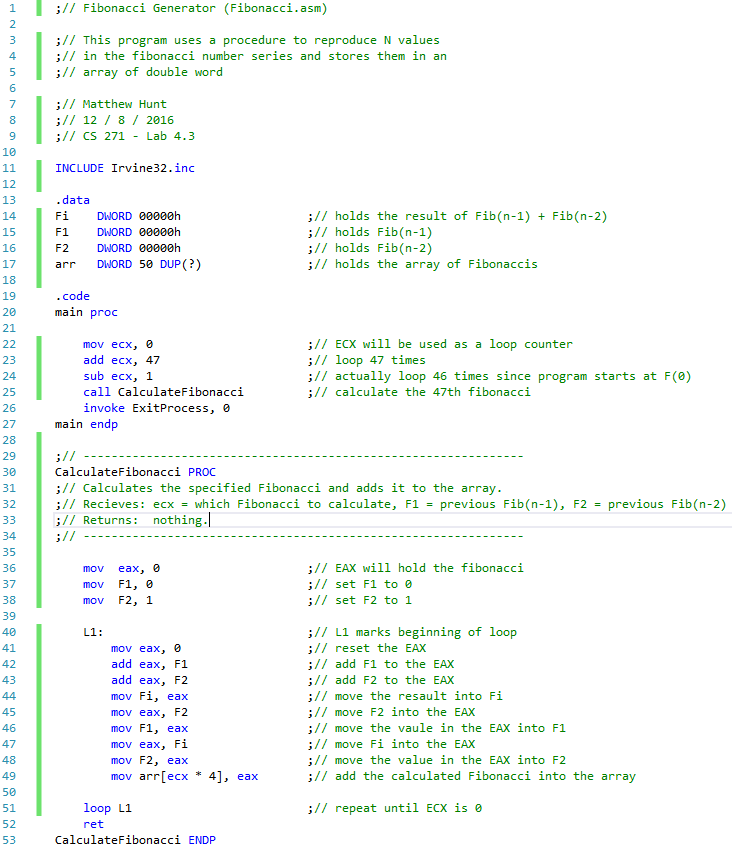 1 ;// Fibonacci Generator (Fibonacci.asm)
2
3 ;// This program uses a procedure to reproduce N values
4 ;// in the fibonacci number series and stores them in an
5 ;// array of double word
6
7 ;// Matthew Hunt
8 ;// 12 / 8 / 2016
9 ;// CS 271 - Lab 4.3
10
11 INCLUDE Irvine32.inc
12
13 .data
14 Fi    DWORD 00000h                  ;// holds the result of Fib(n-1) + Fib(n-2)
15 F1    DWORD 00000h                  ;// holds Fib(n-1)
16 F2    DWORD 00000h                  ;// holds Fib(n-2)
17 arr   DWORD 50 DUP(?)               ;// holds the array of Fibonaccis
18
19 .code
20 main proc
21
22     mov ecx, 0                      ;// ECX will be used as a loop counter
23     add ecx, 47                     ;// loop 47 times
24     sub ecx, 1                      ;// actually loop 46 times since program starts at F(0)
25     call CalculateFibonacci         ;// calculate the 47th fibonacci
26     invoke ExitProcess, 0
27 main endp
28
29 ;// ---------------------------------------------------------------
30 CalculateFibonacci PROC
31 ;// Calculates the specified Fibonacci and adds it to the array.
32 ;// Recieves: ecx = which Fibonacci to calculate, F1 = previous Fib(n-1), F2 = previous Fib(n-2)
33 ;// Returns:  nothing.
34 ;// ---------------------------------------------------------------
35
36     mov  eax, 0                     ;// EAX will hold the fibonacci
37     mov  F1, 0                      ;// set F1 to 0
38     mov  F2, 1                      ;// set F2 to 1
39
40     L1:                             ;// L1 marks beginning of loop
41         mov eax, 0                  ;// reset the EAX
42         add eax, F1                 ;// add F1 to the EAX
43         add eax, F2                 ;// add F2 to the EAX
44         mov Fi, eax                 ;// move the resault into Fi
45         mov eax, F2                 ;// move F2 into the EAX
46         mov F1, eax                 ;// move the vaule in the EAX into F1
47         mov eax, Fi                 ;// move Fi into the EAX
48         mov F2, eax                 ;// move the value in the EAX into F2
49         mov arr[ecx * 4], eax       ;// add the calculated Fibonacci into the array
50
51     loop L1                         ;// repeat until ECX is 0
52     ret
53 CalculateFibonacci ENDP